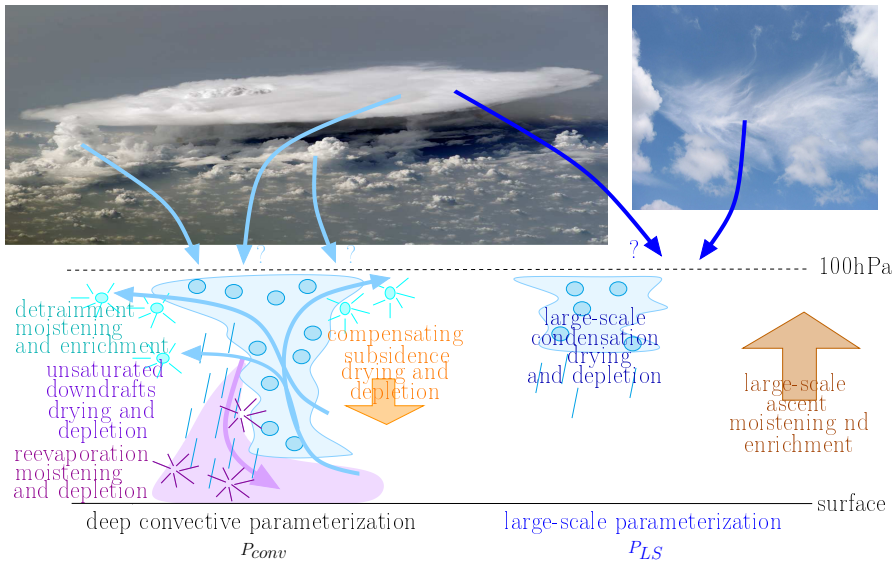 ? ? ?
100hPa
detrainment
moistening
and enrichment
unsaturated
downdrafts
drying and
depletion
reevaporation
moistening
and depletion
compensating
subsidence
drying and
depletion
large-scale
condensation
drying
and depletion
large-scale
ascent
moistening nd
enrichment
surface
deep convective parameterization
P_conv
large-scale parameterization
P_LS